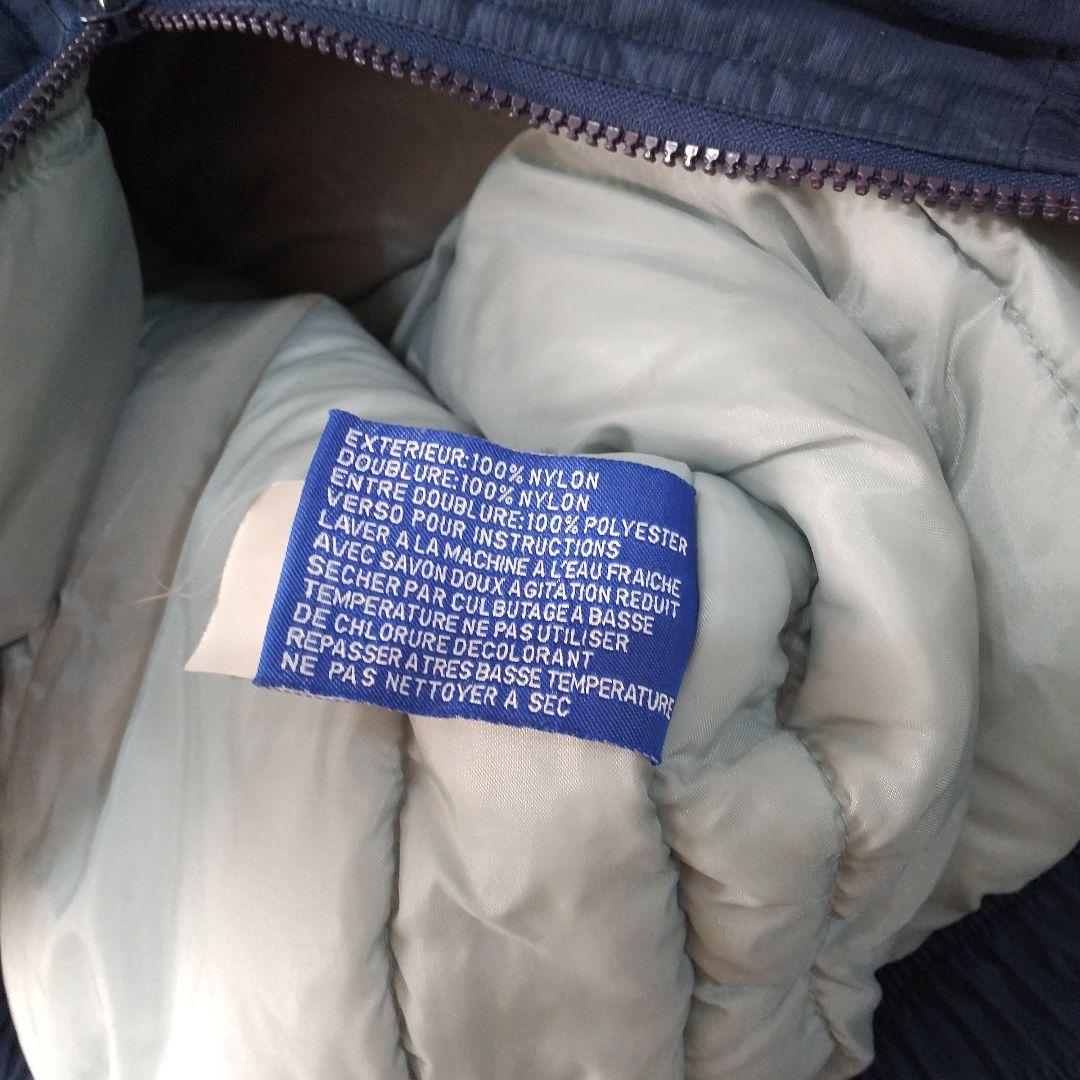 EXTERIEUR:100% NYLON
DOUBLURE:100% NYLON
ENTRE DOUBLURE:100% POLYESTER
VERSO POUR INSTRUCTIONS
LAVER A LA MACHINE A L'EAU FRAICHE
AVEC SAVON DOUX AGITATION REDUIT
SECHER PAR CULBUTAGE A BASSE
TEMPERATURE NE PAS UTILISER
DE CHLORURE DECOLORANT
REPASSER A TRES BASSE TEMPERATURE
NE PAS NETTOYER A SEC